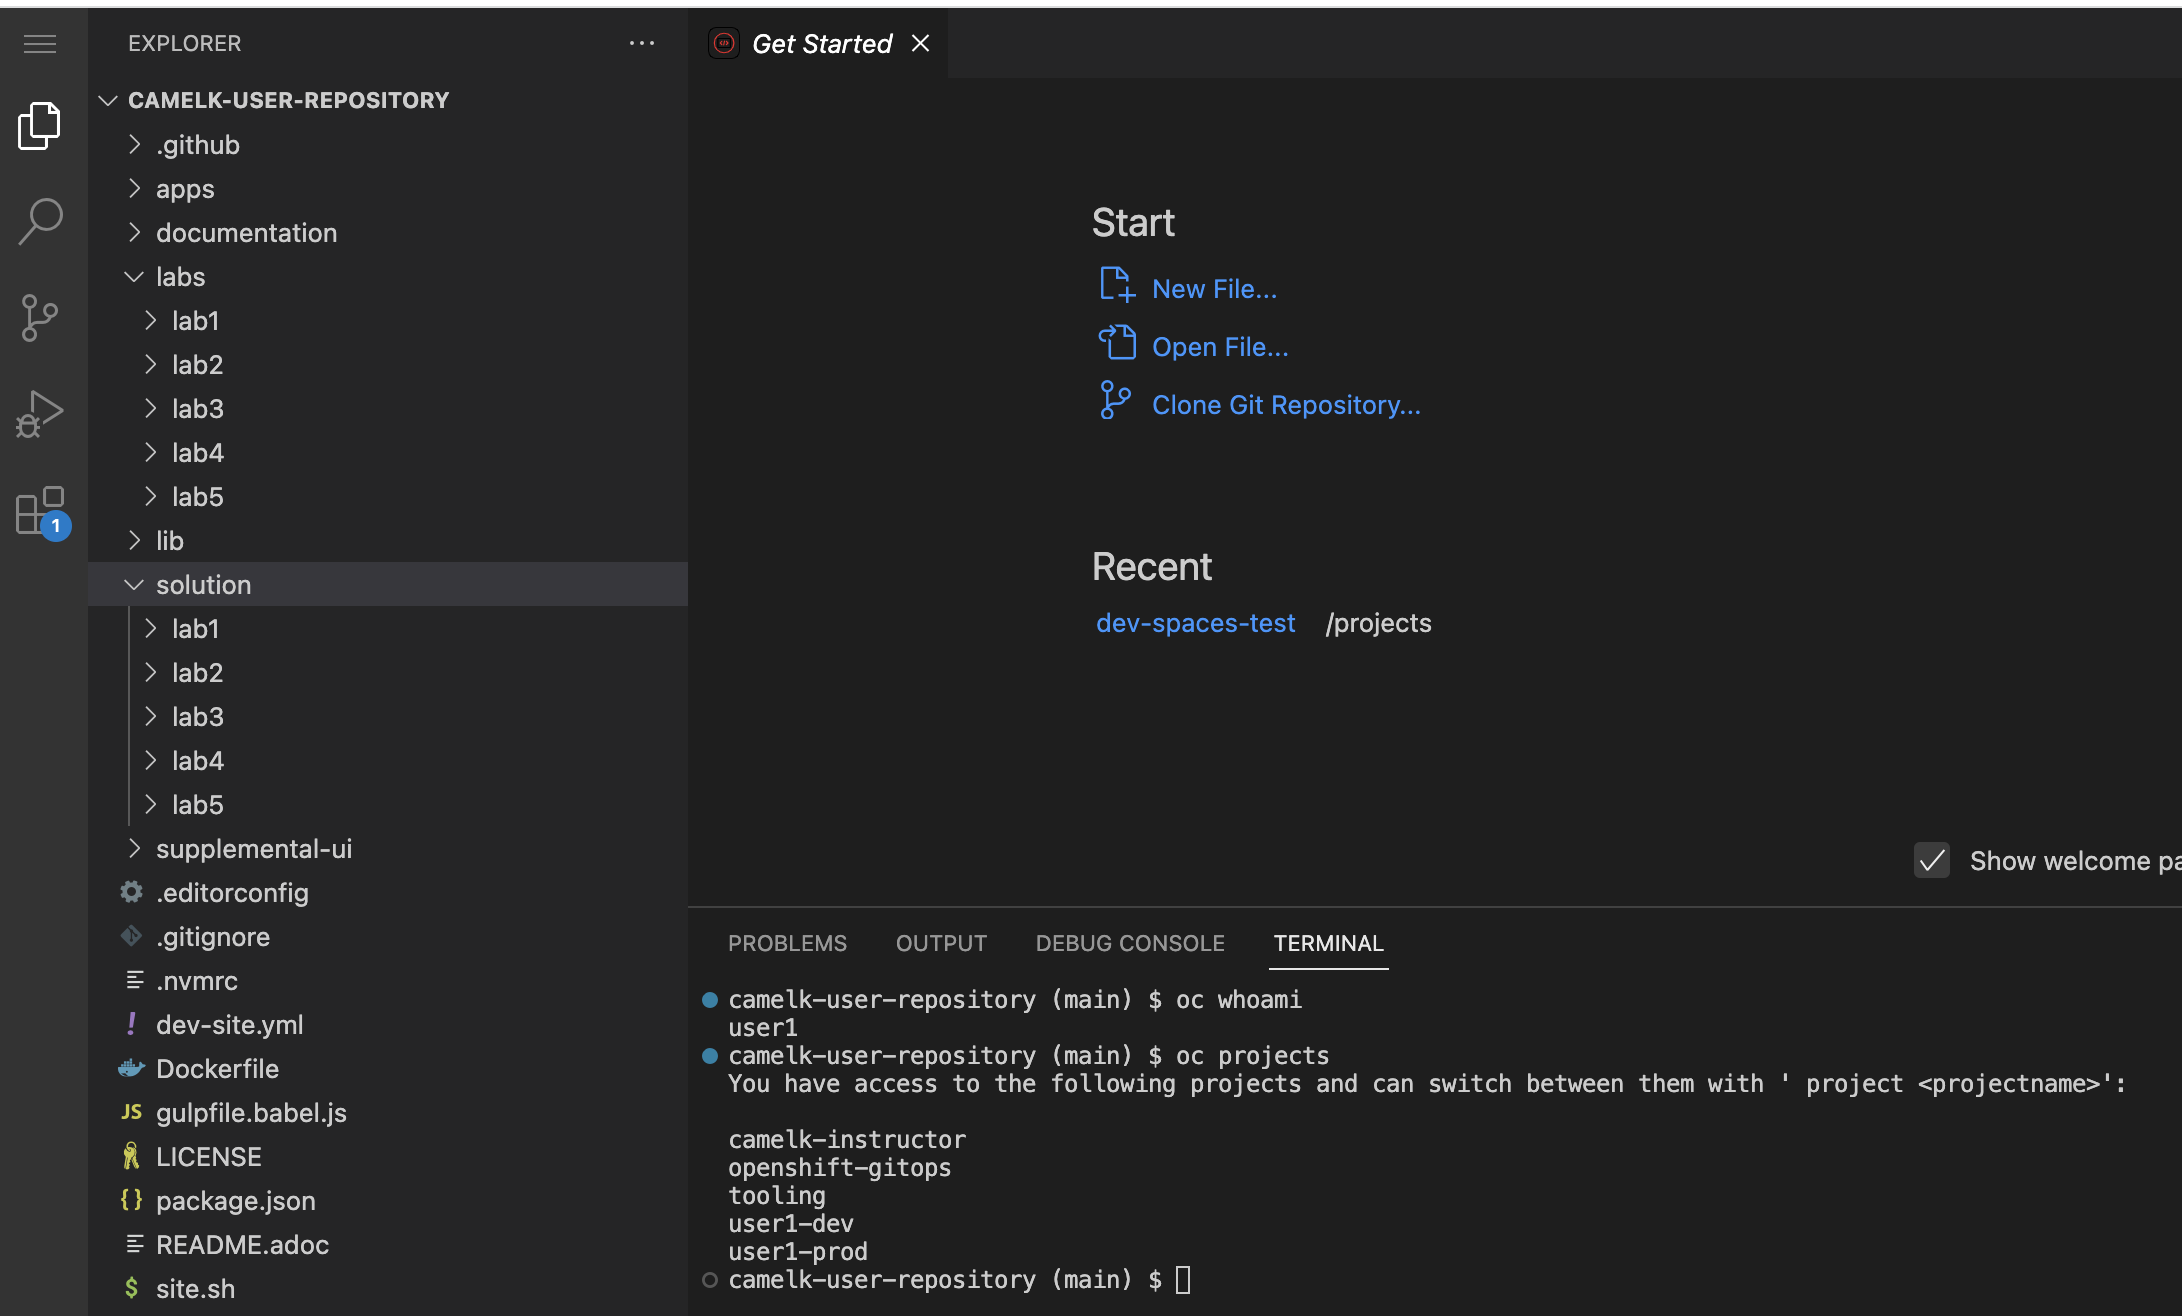 EXPLORER
CAMELK-USER-REPOSITORY
.github
apps
documentation
labs
lab1
lab2
lab3
lab4
lab5
lib
solution
lab1
lab2
lab3
lab4
lab5
supplemental-ui
.editorconfig
.gitignore
.nvmrc
! dev-site.yml
Dockerfile
JS gulpfile.babel.js
LICENSE
{} package.json
README.adoc
$ site.sh
1
Get Started
Start
New File...
Open File...
Clone Git Repository...
Recent
dev-spaces-test /projects
Show welcome pa
PROBLEMS OUTPUT DEBUG CONSOLE TERMINAL
camelk-user-repository (main) $ oc whoami
user1
camelk-user-repository (main) $ oc projects
You have access to the following projects and can switch between them with ' project <projectname>':
camelk-instructor
openshift-gitops
tooling
user1-dev
user1-prod
camelk-user-repository (main) $